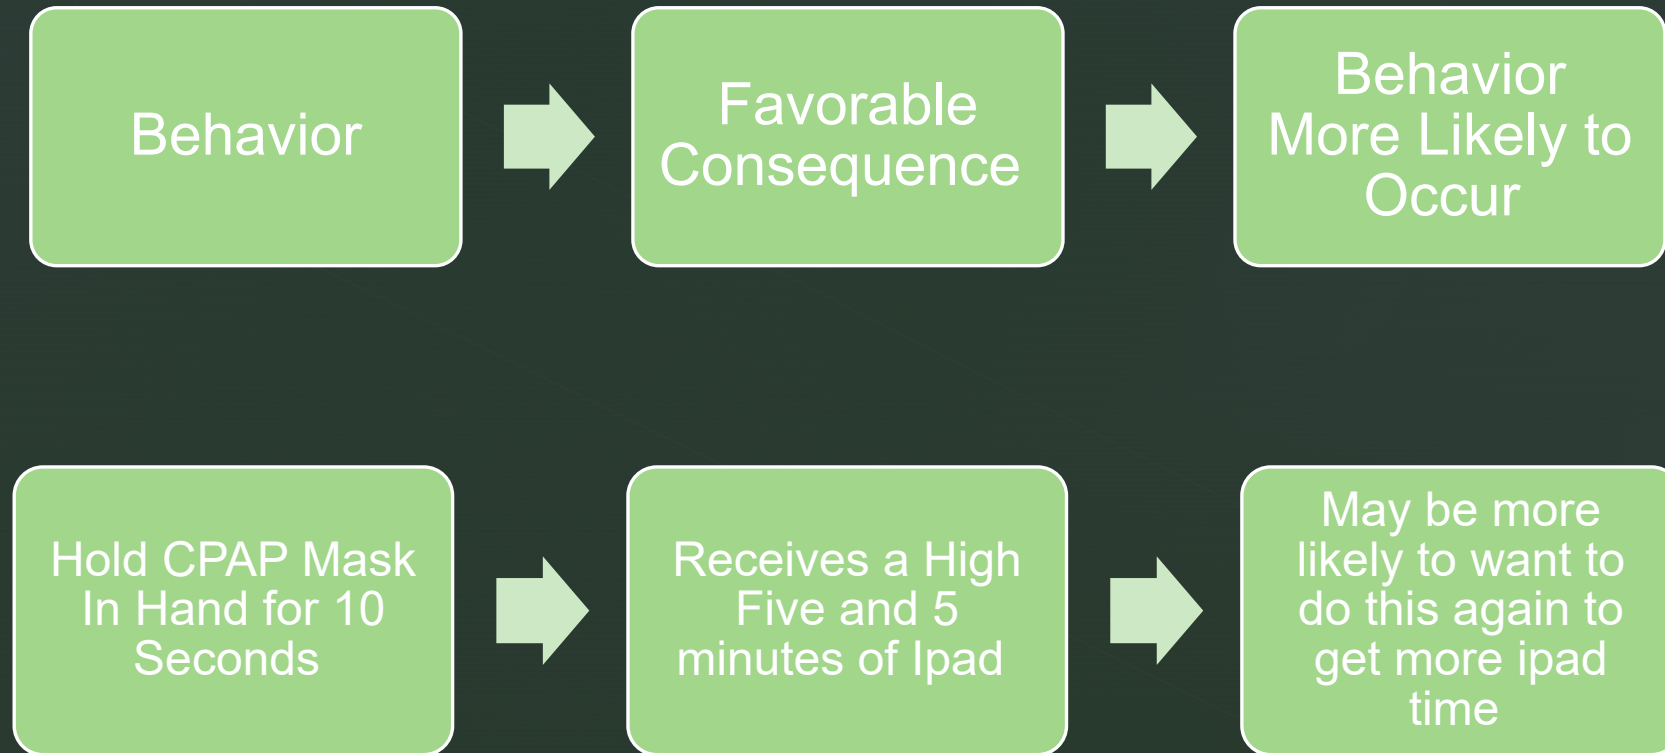 Behavior
Favorable
Consequence
Behavior
More Likely to
Occur
Hold CPAP Mask
In Hand for 10
Seconds
Receives a High
Five and 5
minutes of Ipad
May be more
likely to want to
do this again to
get more ipad
time